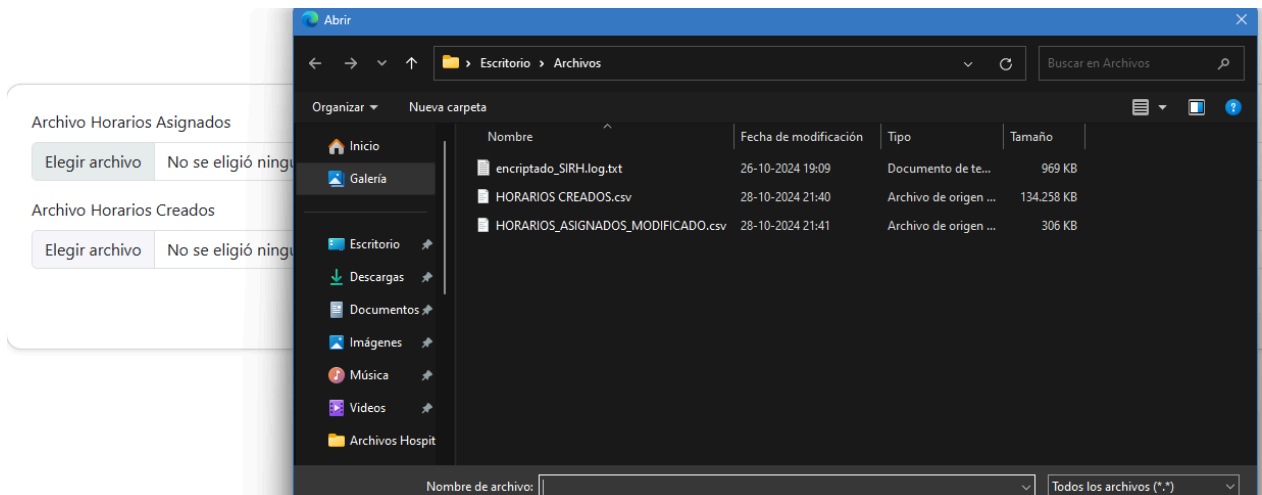 Abrir
Escritorio > Archivos
Buscar en Archivos
Organizar
Nueva carpeta
Archivo Horarios Asignados
Elegir archivo
No se eligió ningu
Archivo Horarios Creados
Elegir archivo
No se eligió ningu
Inicio
Galería
Escritorio
Descargas
Documentos
Imágenes
Música
Videos
Archivos Hospit
Nombre Fecha de modificación Tipo Tamaño
encriptado_SIRH.log.txt 26-10-2024 19:09 Documento de te... 969 KB
HORARIOS CREADOS.csv 28-10-2024 21:40 Archivo de origen ... 134.258 KB
HORARIOS_ASIGNADOS_MODIFICADO.csv 28-10-2024 21:41 Archivo de origen ... 306 KB
Nombre de archivo:
Todos los archivos (*.*)